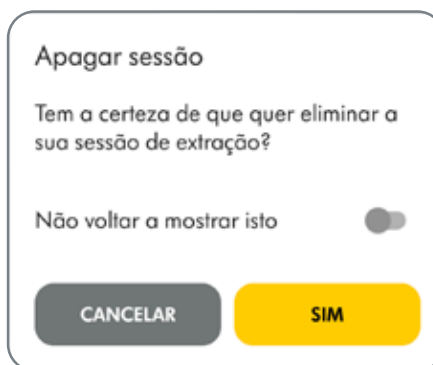 Apagar sessão
Tem a certeza de que quer eliminar a
sua sessão de extração?
Não voltar a mostrar isto
CANCELAR
SIM